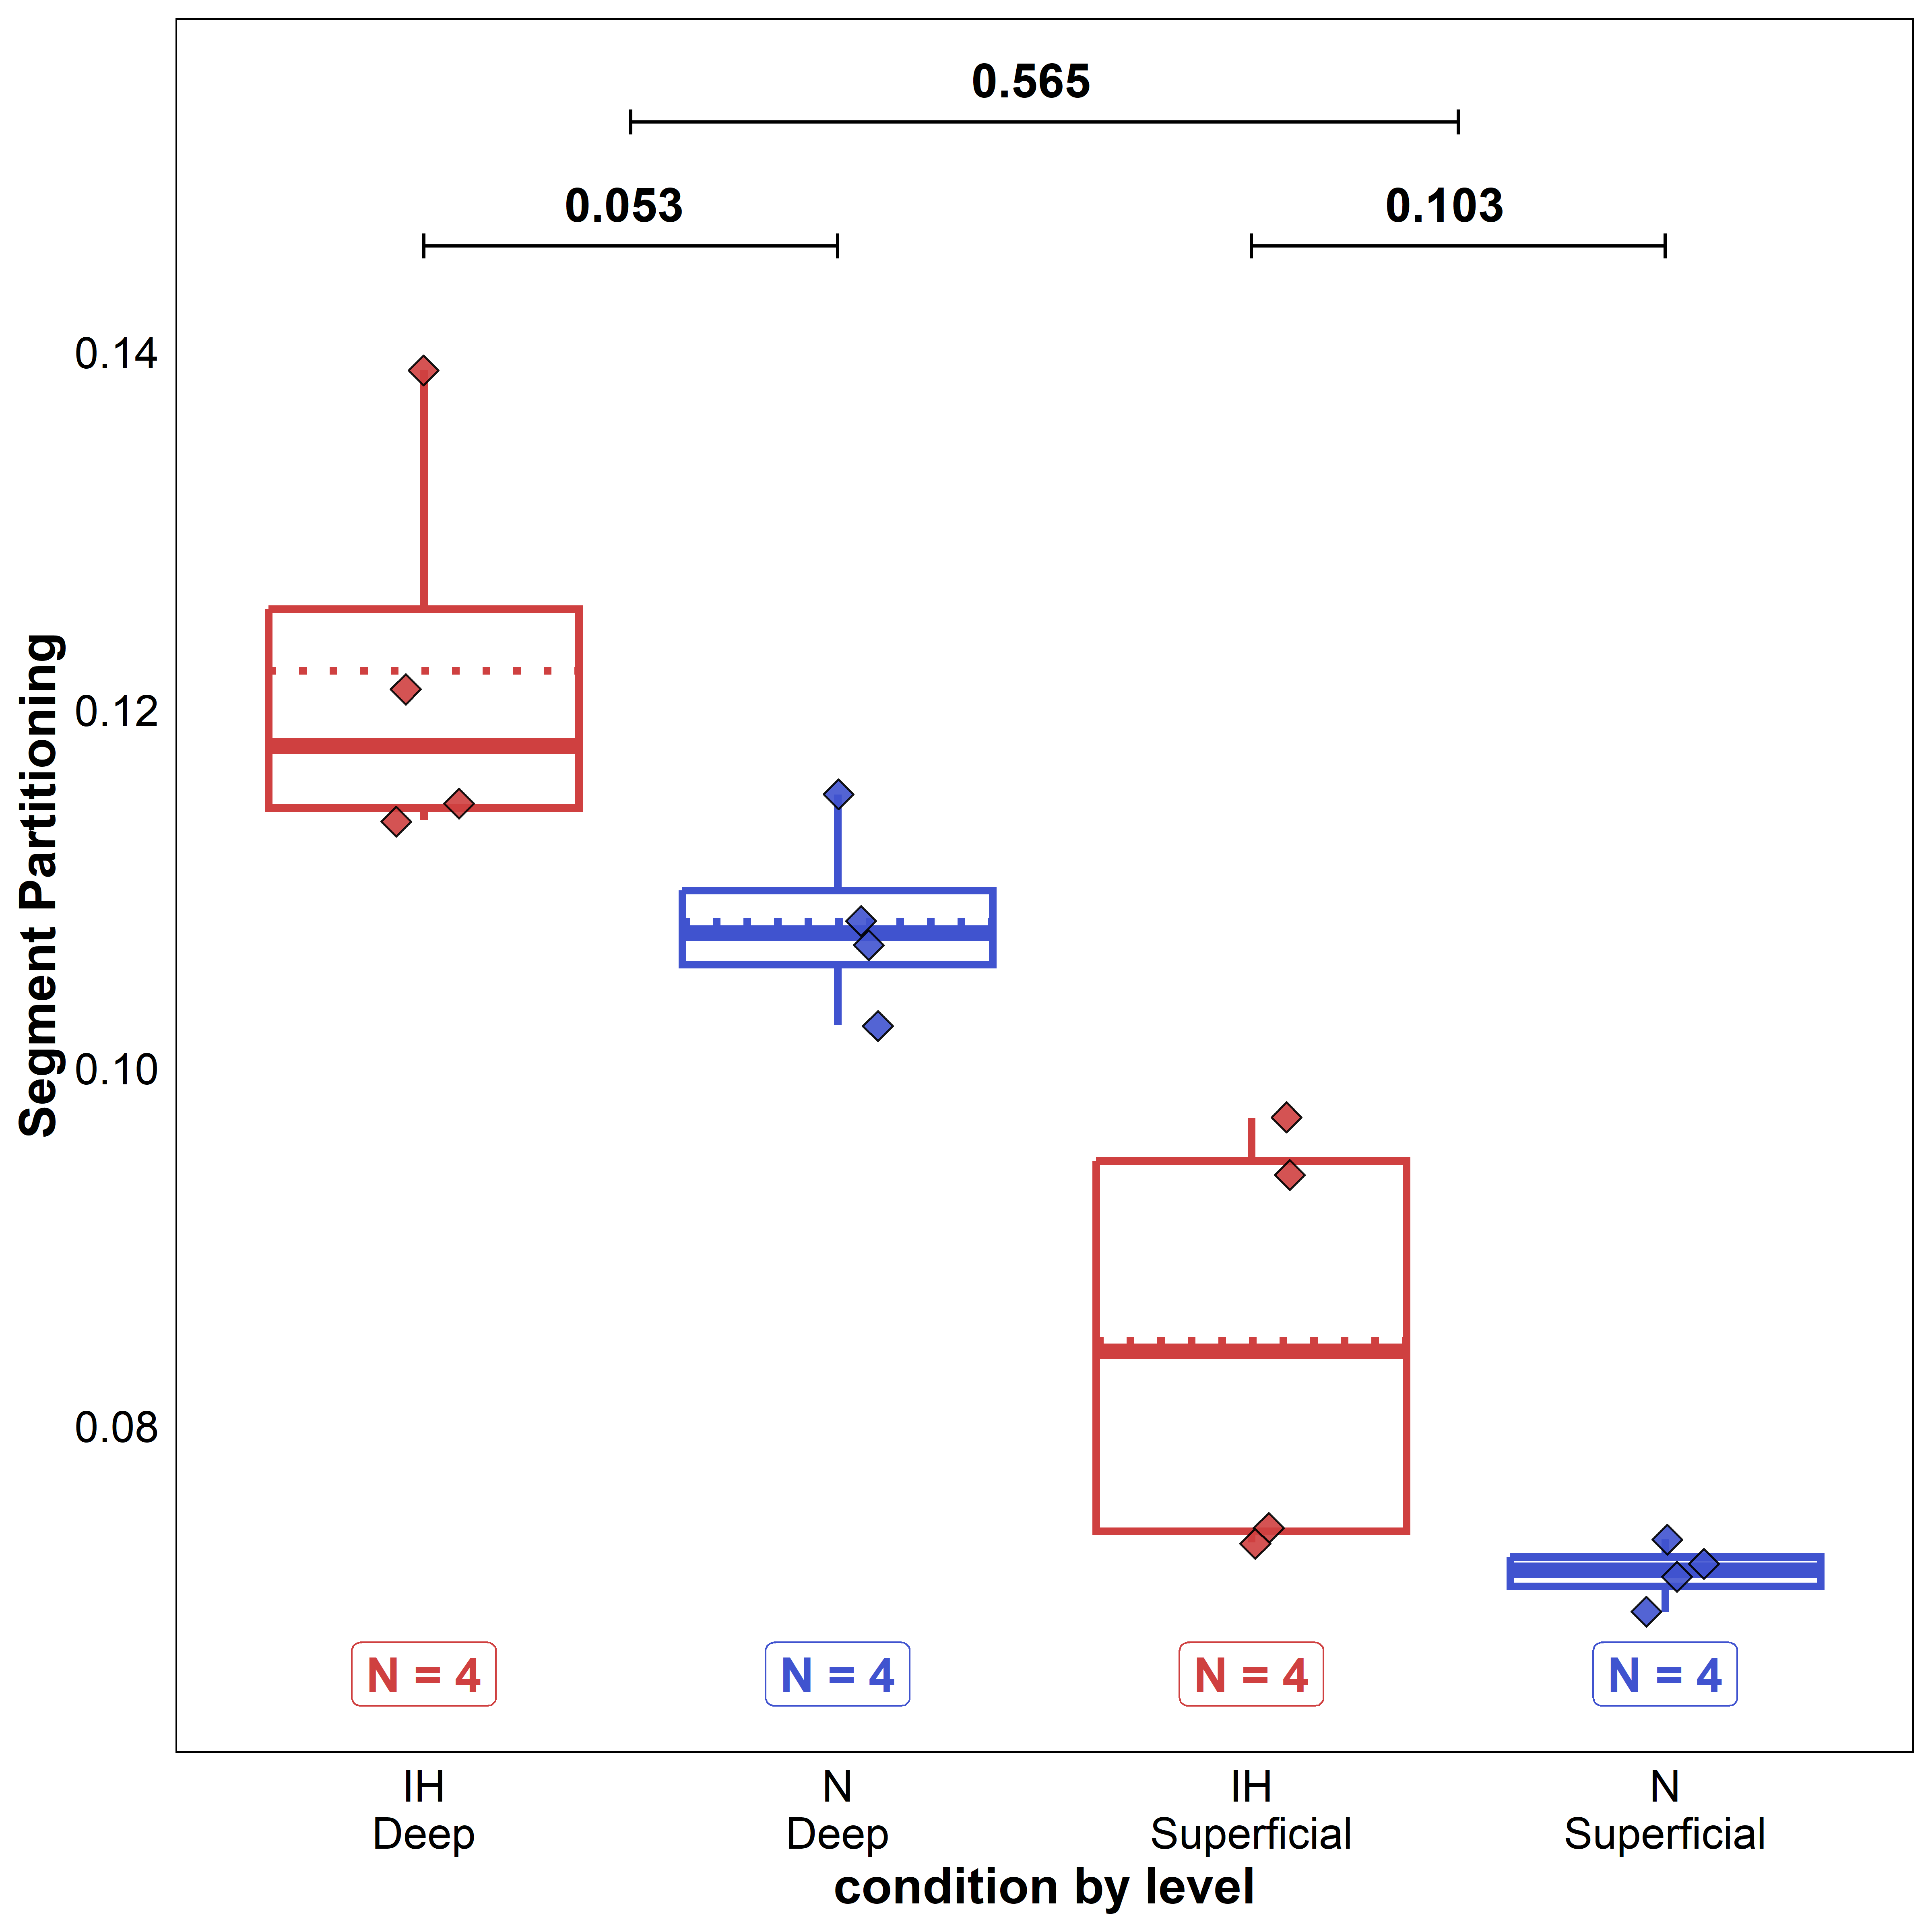 0.565
0.053
0.103
0.14
0.12
0.10
0.08
Segment Partitioning
N = 4
N = 4
N = 4
N = 4
IH
Deep
N
Deep
IH
Superficial
N
Superficial
condition by level